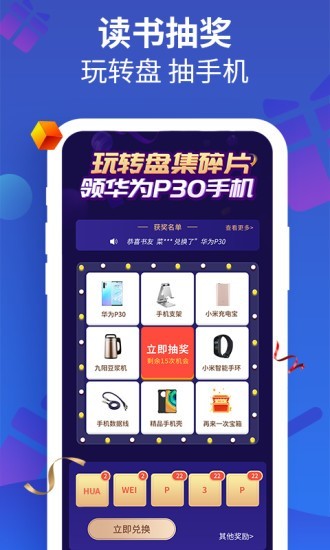 读书抽奖
玩转盘 抽手机
玩转盘集碎片
领华为P30手机
获奖名单
查看更多>
恭喜书友 菜***兑换了"华为P30
华为P30
手机支架
小米充电宝
九阳豆浆机
立即抽奖
剩余15次机会
小米智能手环
手机数据线
精品手机壳
再来一次宝箱
2 2 22 22
HUA WEI P 3 P
立即兑换
其他奖励>